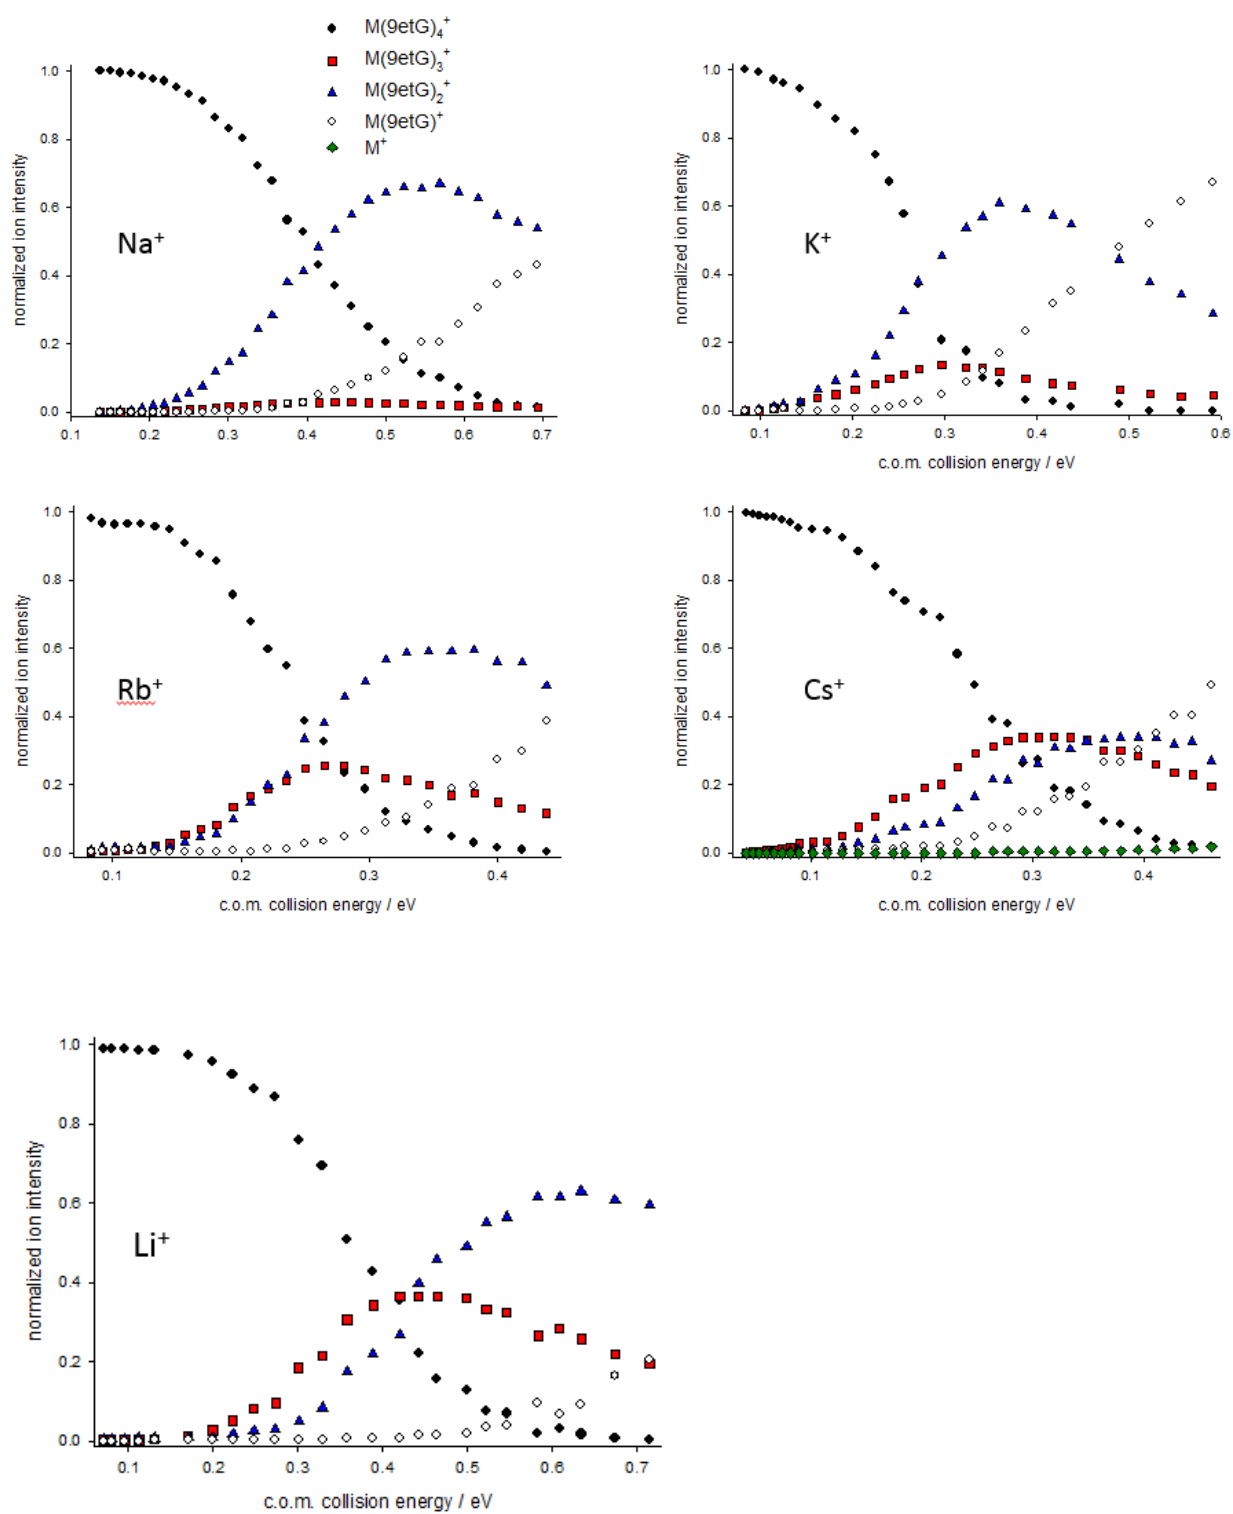 M(9etG)₄⁺
M(9etG)₃⁺
M(9etG)₂⁺
M(9etG)⁺
M⁺
normalized ion intensity
1.0
0.8
0.6
0.4
0.2
0.0
Na⁺
0.1 0.2 0.3 0.4 0.5 0.6 0.7
normalized ion intensity
1.0
0.8
0.6
0.4
0.2
0.0
K⁺
0.1 0.2 0.3 0.4 0.5 0.6
c.o.m. collision energy / eV
normalized ion intensity
1.0
0.8
0.6
0.4
0.2
0.0
Rb⁺
0.1 0.2 0.3 0.4
c.o.m. collision energy / eV
normalized ion intensity
1.0
0.8
0.6
0.4
0.2
0.0
Cs⁺
0.1 0.2 0.3 0.4
c.o.m. collision energy / eV
normalized ion intensity
1.0
0.8
0.6
0.4
0.2
0.0
Li⁺
0.1 0.2 0.3 0.4 0.5 0.6 0.7
c.o.m. collision energy / eV